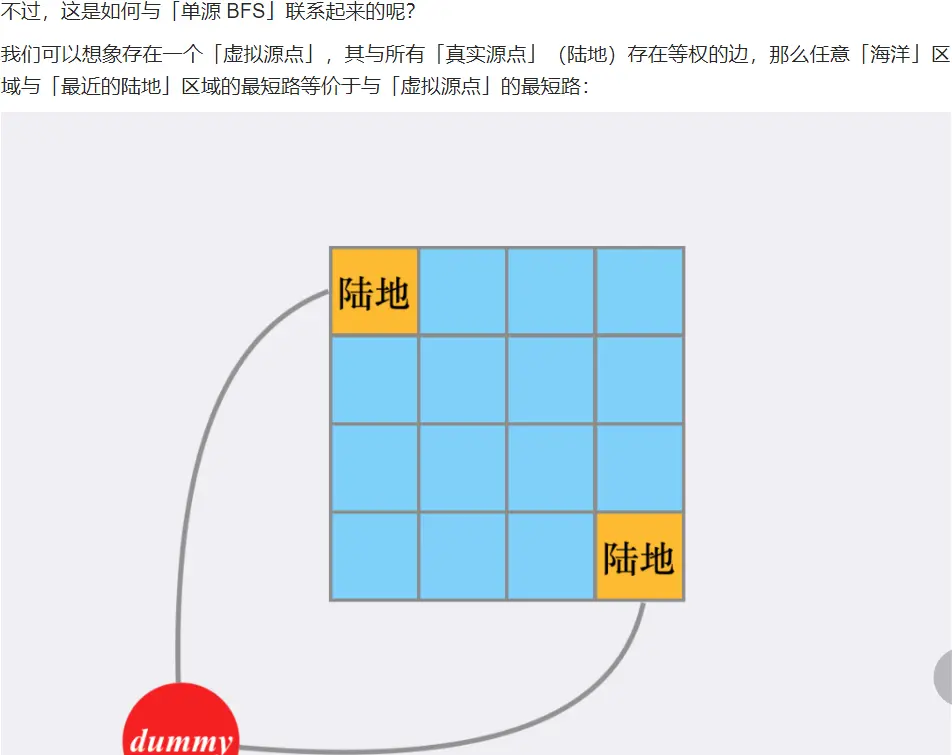 不过，这是如何与「单源 BFS」联系起来的呢？
我们可以想象存在一个「虚拟源点」，其与所有「真实源点」（陆地）存在等权的边，那么任意「海洋」区
域与「最近的陆地」区域的最短路等价于与「虚拟源点」的最短路：
陆地
陆地
dummy